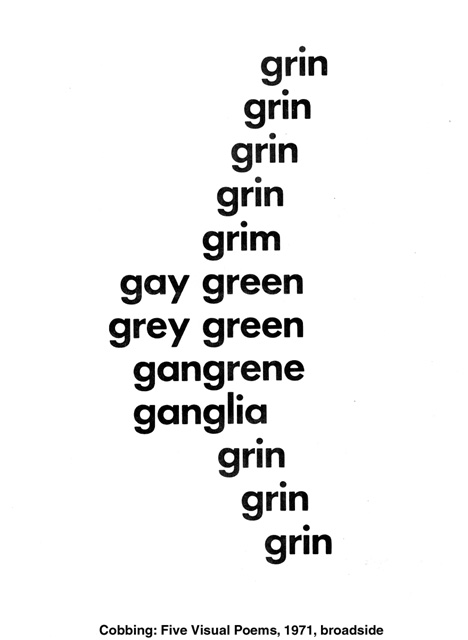 grin
grin
grin
grin
grim
gay green
grey green
gangrene
ganglia
grin
grin
grin
Cobbing: Five Visual Poems, 1971, broadside